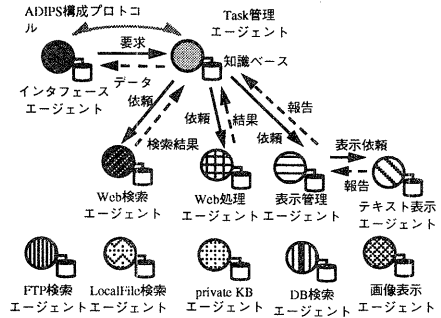 ADIPS構成プロトコ
ル
Task管理
エージェント
要求
データ
知識ベース
インタフェース
エージェント
依頼
検索結果
依頼
結果
依頼
報告
表示依頼
報告
Web検索
エージェント
Web処理
エージェント
表示管理
エージェント
テキスト表示
エージェント
FTP検索
エージェント
LocalFile検索
エージェント
private KB
エージェント
DB検索
エージェント
画像表示
エージェント